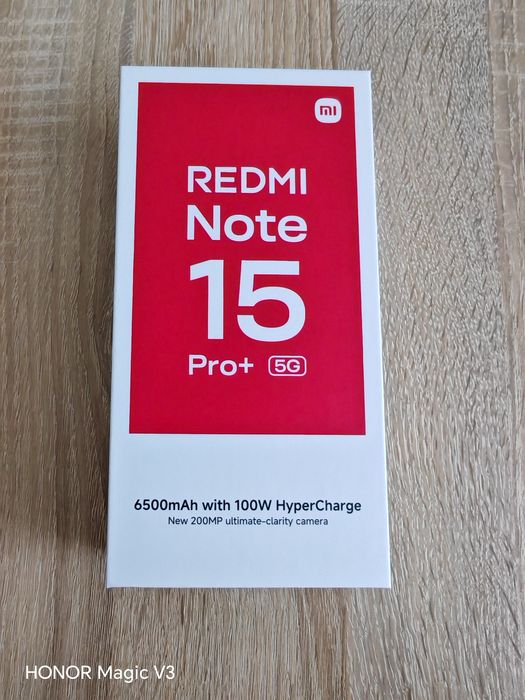 mi
REDMI
Note
15
Pro+ 5G
6500mAh with 100W HyperCharge
New 200MP ultimate-clarity camera
HONOR Magic V3